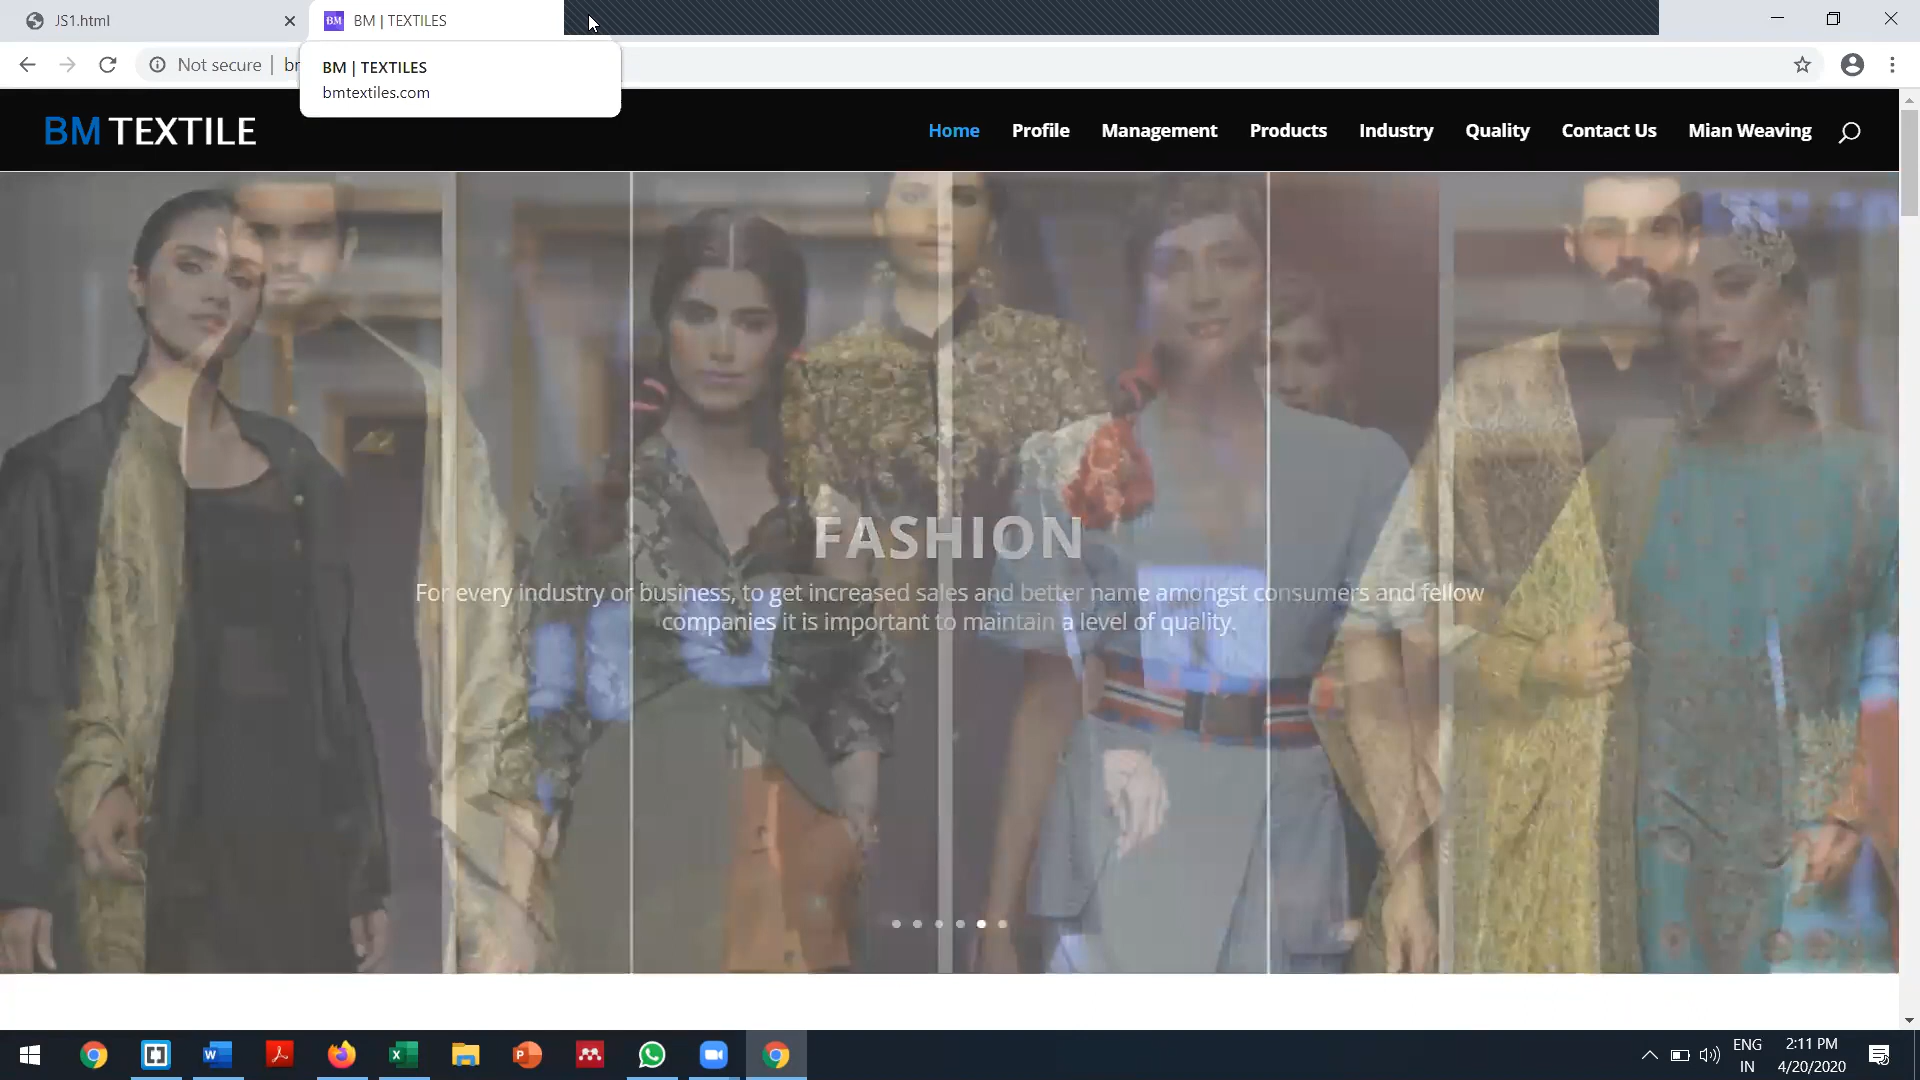 JS1.html
BM BM | TEXTILES
Not secure
BM | TEXTILES
bmtextiles.com
BM TEXTILE
Home Profile Management Products Industry Quality Contact Us Mian Weaving
FASHION
For every industry or business, to get increased sales and better name amongst consumers and fellow
companies it is important to maintain a level of quality.
ENG
IN
2:11 PM
4/20/2020